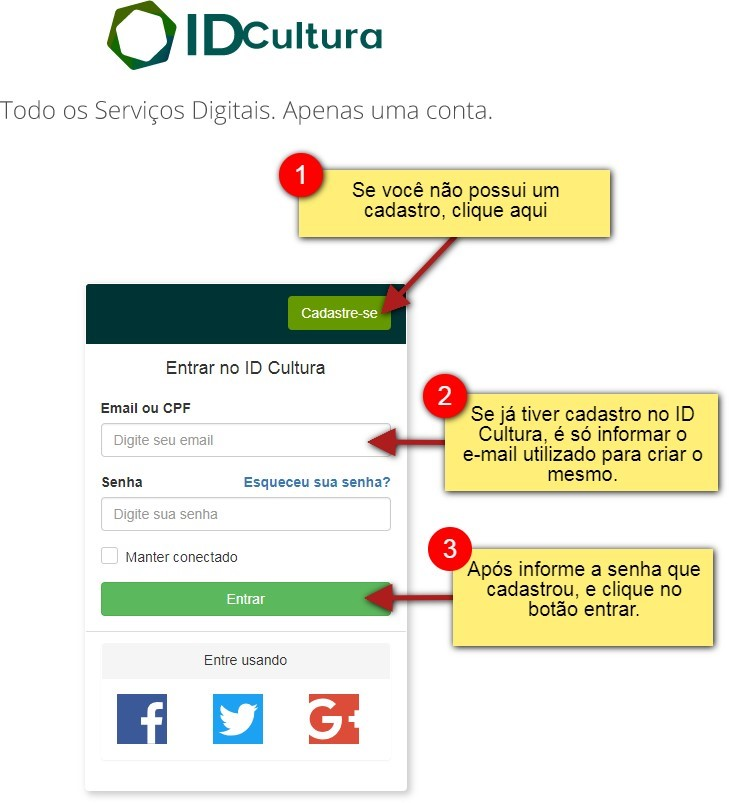 IDCultura
Todo os Serviços Digitais. Apenas uma conta.
1
Se você não possui um
cadastro, clique aqui
Cadastre-se
Entrar no ID Cultura
Email ou CPF
Digite seu email
2
Se já tiver cadastro no ID
Cultura, é só informar o
e-mail utilizado para criar o
mesmo.
Senha
Esqueceu sua senha?
Digite sua senha
Manter conectado
3
Após informe a senha que
cadastrou, e clique no
botão entrar.
Entrar
Entre usando
f
G+